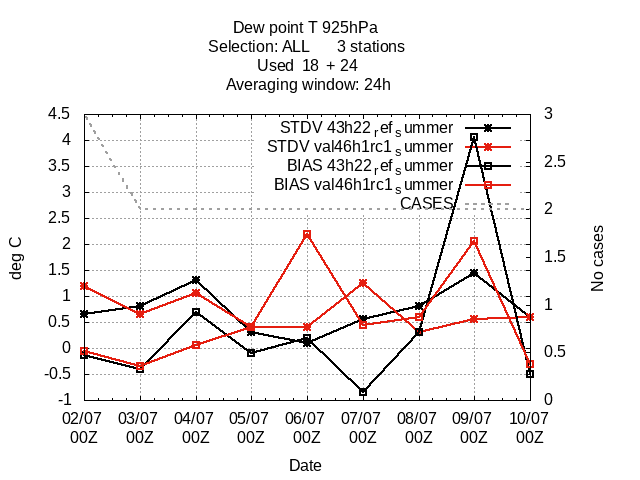 Dew point T 925hPa
Selection: ALL      3 stations
Used  18  + 24
Averaging window: 24h
STDV 43h22_ref_summer
STDV val46h1rc1_summer
BIAS 43h22_ref_summer
BIAS val46h1rc1_summer
CASES
4.5
4
3.5
3
2.5
2
1.5
1
0.5
0
-0.5
-1
deg C
3
2.5
2
1.5
1
0.5
0
No cases
02/07 03/07 04/07 05/07 06/07 07/07 08/07 09/07 10/07
00Z 00Z 00Z 00Z 00Z 00Z 00Z 00Z 00Z
Date